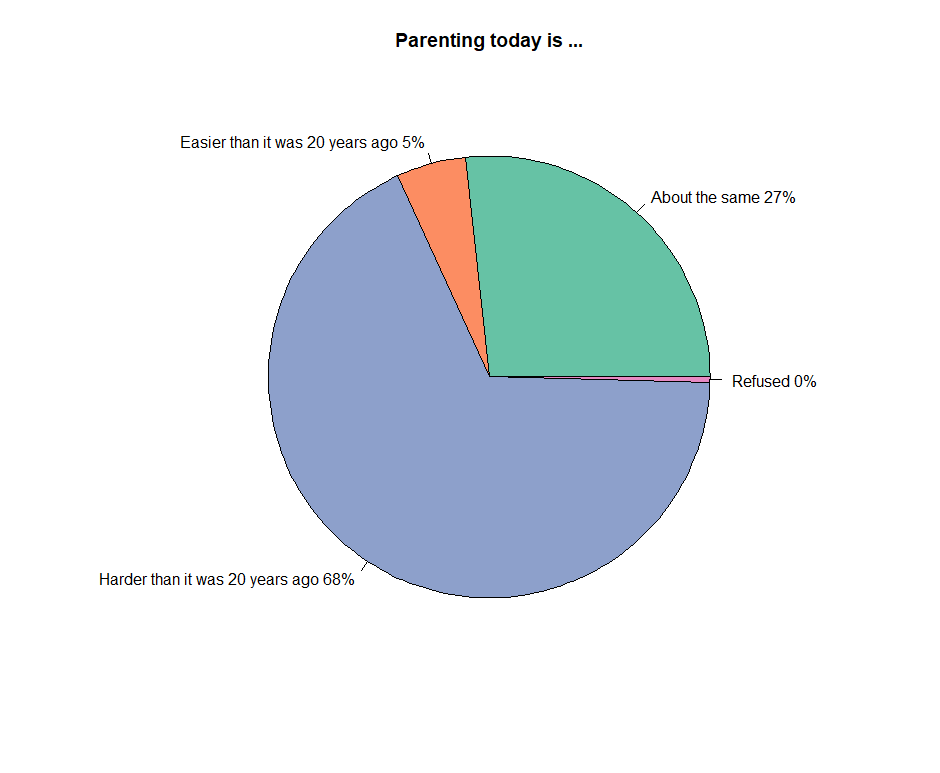 Parenting today is ...
Easier than it was 20 years ago 5%
About the same 27%
Refused 0%
Harder than it was 20 years ago 68%